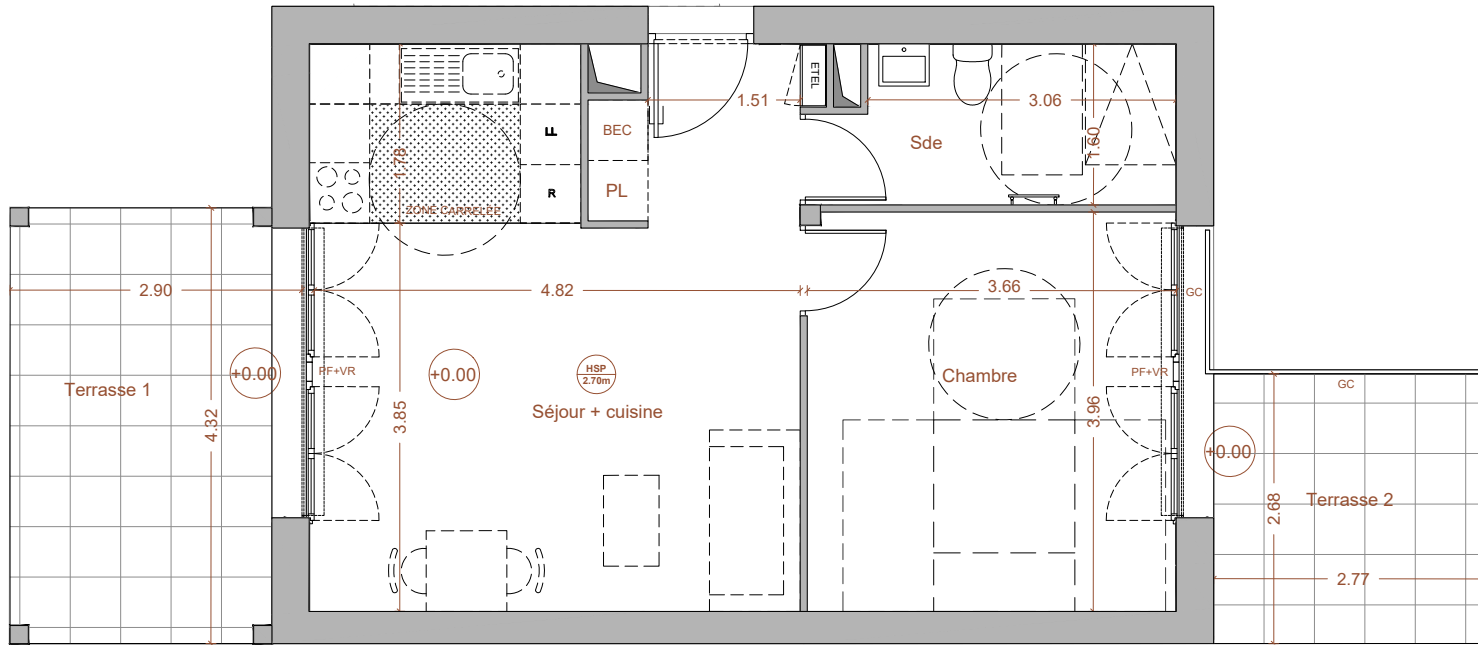 ETEL
1.51
3.06
BEC
LL
1.78
1.60
Sde
PL
R
ZONE CARRELEE
2.90
4.82
3.66
GC
+0.00
PF+VR
+0.00
HSP
2.70m
Chambre
PF+VR
GC
Terrasse 1
Séjour + cuisine
4.32
3.85
3.96
+0.00
Terrasse 2
2.68
2.77